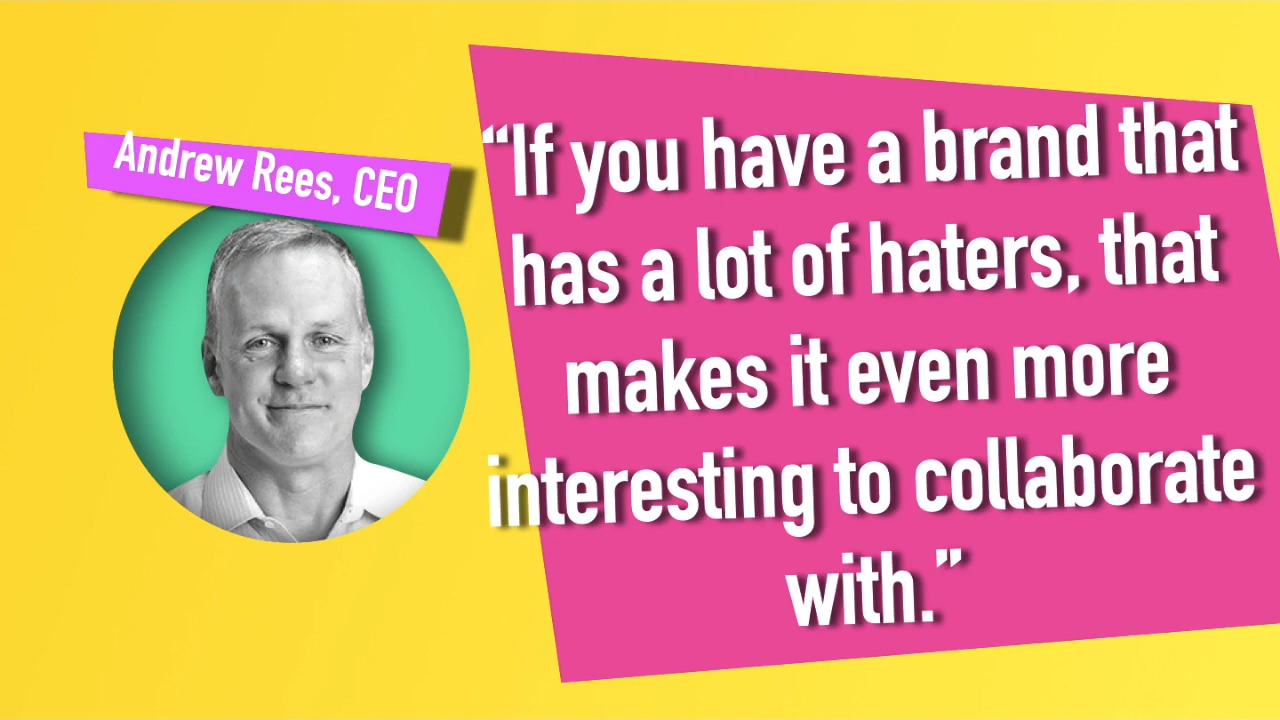 Andrew Rees, CEO
“If you have a brand that
has a lot of haters, that
makes it even more
interesting to collaborate
with.”